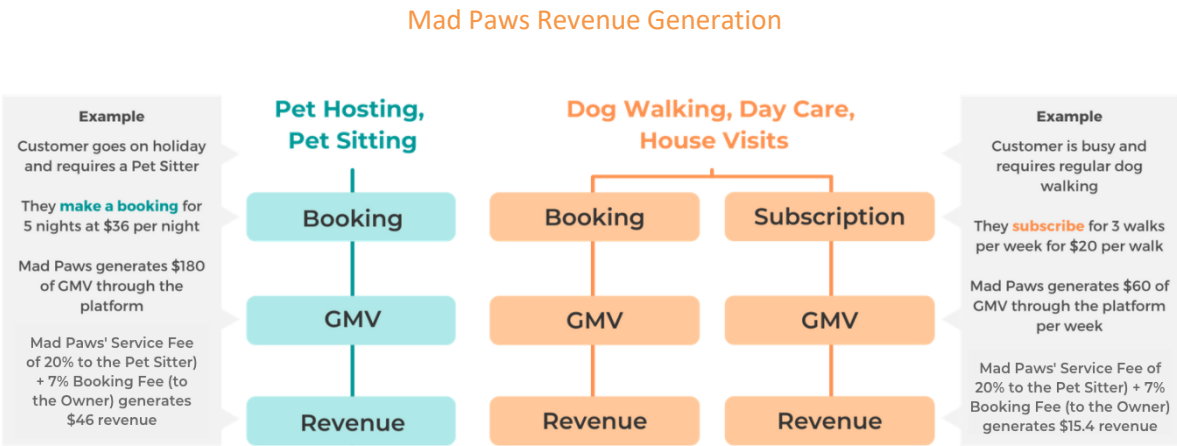 Mad Paws Revenue Generation
Example
Customer goes on holiday
and requires a Pet Sitter
They make a booking for
5 nights at $36 per night
Mad Paws generates $180
of GMV through the
platform
Mad Paws' Service Fee
of 20% to the Pet Sitter)
+ 7% Booking Fee (to
the Owner) generates
$46 revenue
Pet Hosting,
Pet Sitting
Booking
GMV
Revenue
Dog Walking, Day Care,
House Visits
Booking
Subscription
GMV
GMV
Revenue
Revenue
Example
Customer is busy and
requires regular dog
walking
They subscribe for 3 walks
per week for $20 per walk
Mad Paws generates $60 of
GMV through the platform
per week
Mad Paws' Service Fee of
20% to the Pet Sitter) + 7%
Booking Fee (to the Owner)
generates $15.4 revenue